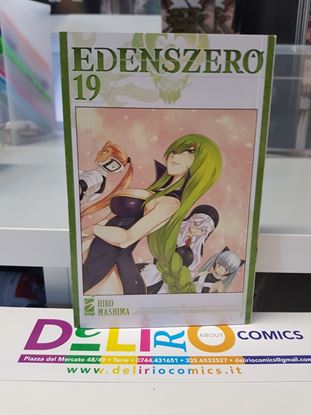 EDENSZERO
19
HIRO
MASHIMA
DELIRIO
ABOUT
COMICS
Piazza del Mercato 48/49 • Terni • 0744.431651 • 335.6533527 • deliriocomics@gmail.com
www.deliriocomics.it